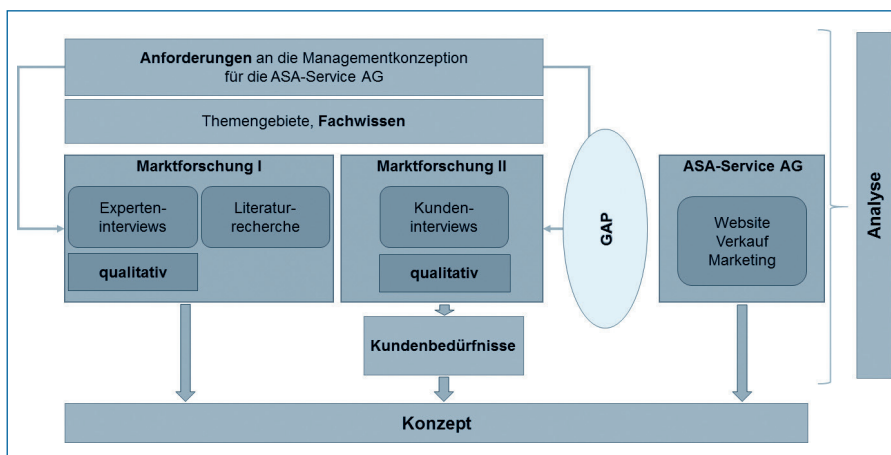 Anforderungen an die Managementkonzeption
für die ASA-Service AG
Themengebiete, Fachwissen
Marktforschung I
Experten-
interviews
Literatur-
recherche
qualitativ
Marktforschung II
Kunden-
interviews
qualitativ
Kundenbedürfnisse
GAP
ASA-Service AG
Website
Verkauf
Marketing
Analyse
Konzept